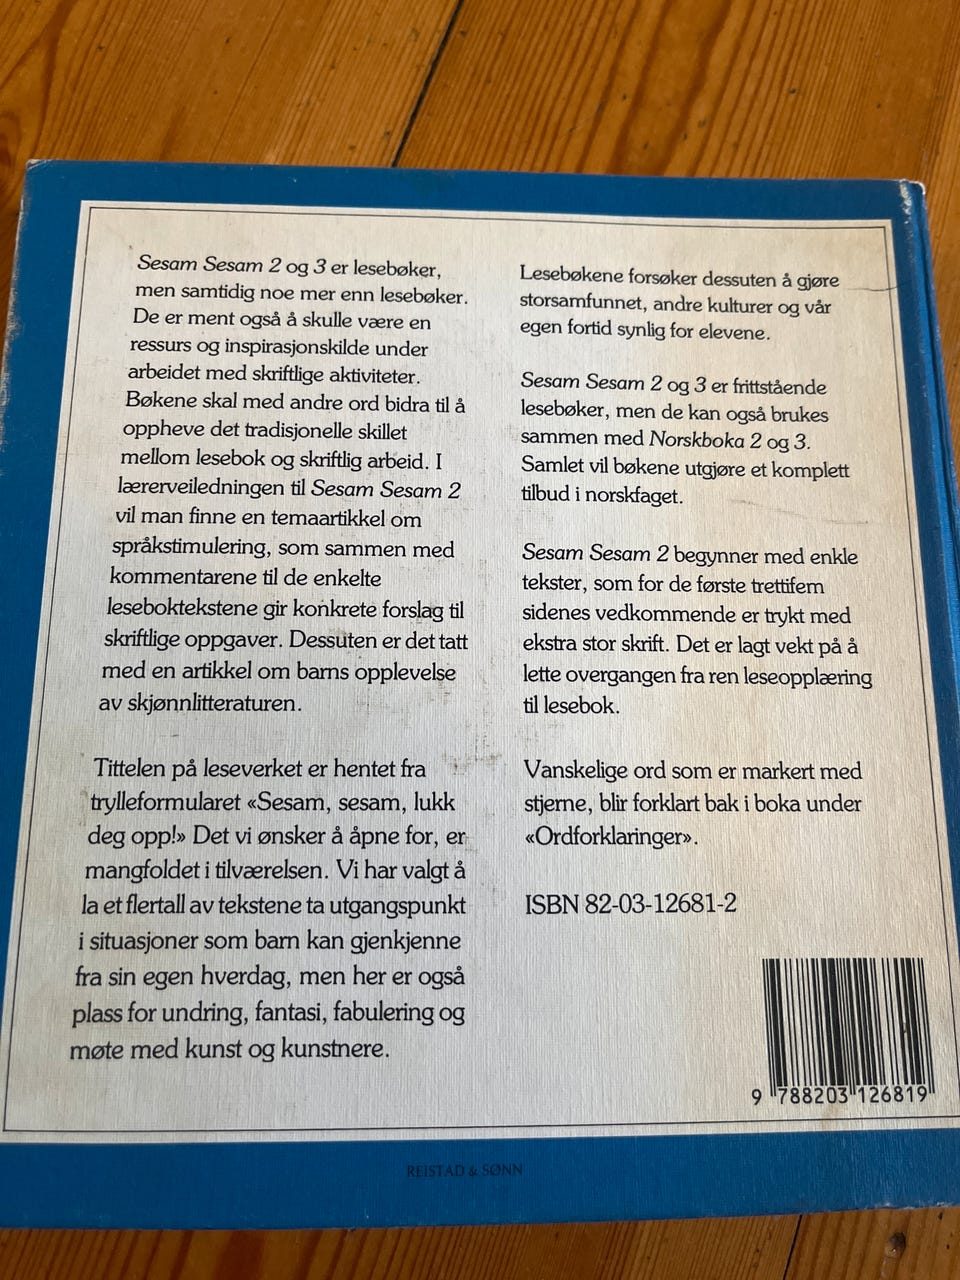 Sesam Sesam 2 og 3 er lesebøker,
men samtidig noe mer enn lesebøker.
De er ment også å skulle være en
ressurs og inspirasjonskilde under
arbeidet med skriftlige aktiviteter.
Bøkene skal med andre ord bidra til å
oppheve det tradisjonelle skillet
mellom lesebok og skriftlig arbeid. I
lærerveiledningen til Sesam Sesam 2
vil man finne en temaartikkel om
språkstimulering, som sammen med
kommentarene til de enkelte
leseboktekstene gir konkrete forslag til
skriftlige oppgaver. Dessuten er det tatt
med en artikkel om barns opplevelse
av skjønnlitteraturen.
Tittelen på leseverket er hentet fra
trylleformularet «Sesam, sesam, lukk
deg opp!» Det vi ønsker å åpne for, er
mangfoldet i tilværelsen. Vi har valgt å
la et flertall av tekstene ta utgangspunkt
i situasjoner som barn kan gjenkjenne
fra sin egen hverdag, men her er også
plass for undring, fantasi, fabulering og
møte med kunst og kunstnere.
Lesebøkene forsøker dessuten å gjøre
storsamfunnet, andre kulturer og vår
egen fortid synlig for elevene.
Sesam Sesam 2 og 3 er frittstående
lesebøker, men de kan også brukes
sammen med Norskboka 2 og 3.
Samlet vil bøkene utgjøre et komplett
tilbud i norskfaget.
Sesam Sesam 2 begynner med enkle
tekster, som for de første trettifem
sidenes vedkommende er trykt med
ekstra stor skrift. Det er lagt vekt på å
lette overgangen fra ren leseopplæring
til lesebok.
Vanskelige ord som er markert med
stjerne, blir forklart bak i boka under
«Ordforklaringer».
ISBN 82-03-12681-2
9 788203 126819
REISTAD & SØNN